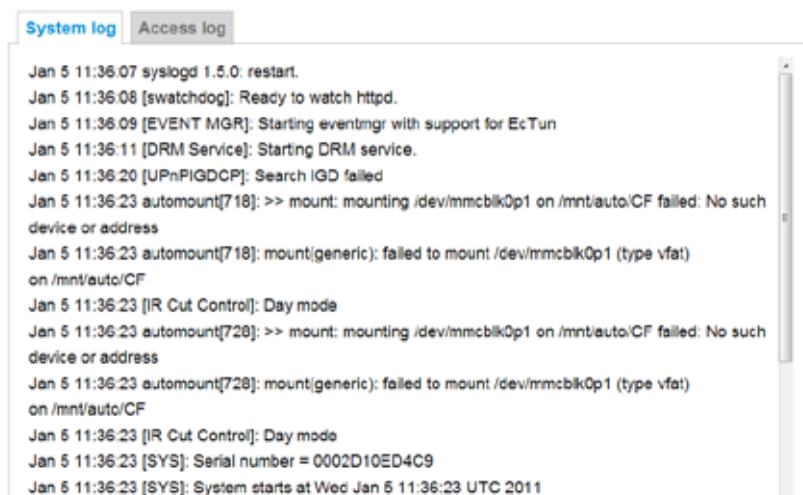 System log Access log
Jan 5 11:36:07 syslogd 1.5.0: restart.
Jan 5 11:36:08 [swatchdog]: Ready to watch httpd.
Jan 5 11:36:09 [EVENT MGR]: Starting eventmgr with support for EcTun
Jan 5 11:36:11 [DRM Service]: Starting DRM service.
Jan 5 11:36:20 [UPnPIGDCP]: Search IGD failed
Jan 5 11:36:23 automount[718]: >> mount: mounting /dev/mmcblk0p1 on /mnt/auto/CF failed: No such
device or address
Jan 5 11:36:23 automount[718]: mount(generic): failed to mount /dev/mmcblk0p1 (type vfat)
on /mnt/auto/CF
Jan 5 11:36:23 [IR Cut Control]: Day mode
Jan 5 11:36:23 automount[728]: >> mount: mounting /dev/mmcblk0p1 on /mnt/auto/CF failed: No such
device or address
Jan 5 11:36:23 automount[728]: mount(generic): failed to mount /dev/mmcblk0p1 (type vfat)
on /mnt/auto/CF
Jan 5 11:36:23 [IR Cut Control]: Day mode
Jan 5 11:36:23 [SYS]: Serial number = 0002D10ED4C9
Jan 5 11:36:23 [SYS]: System starts at Wed Jan 5 11:36:23 UTC 2011